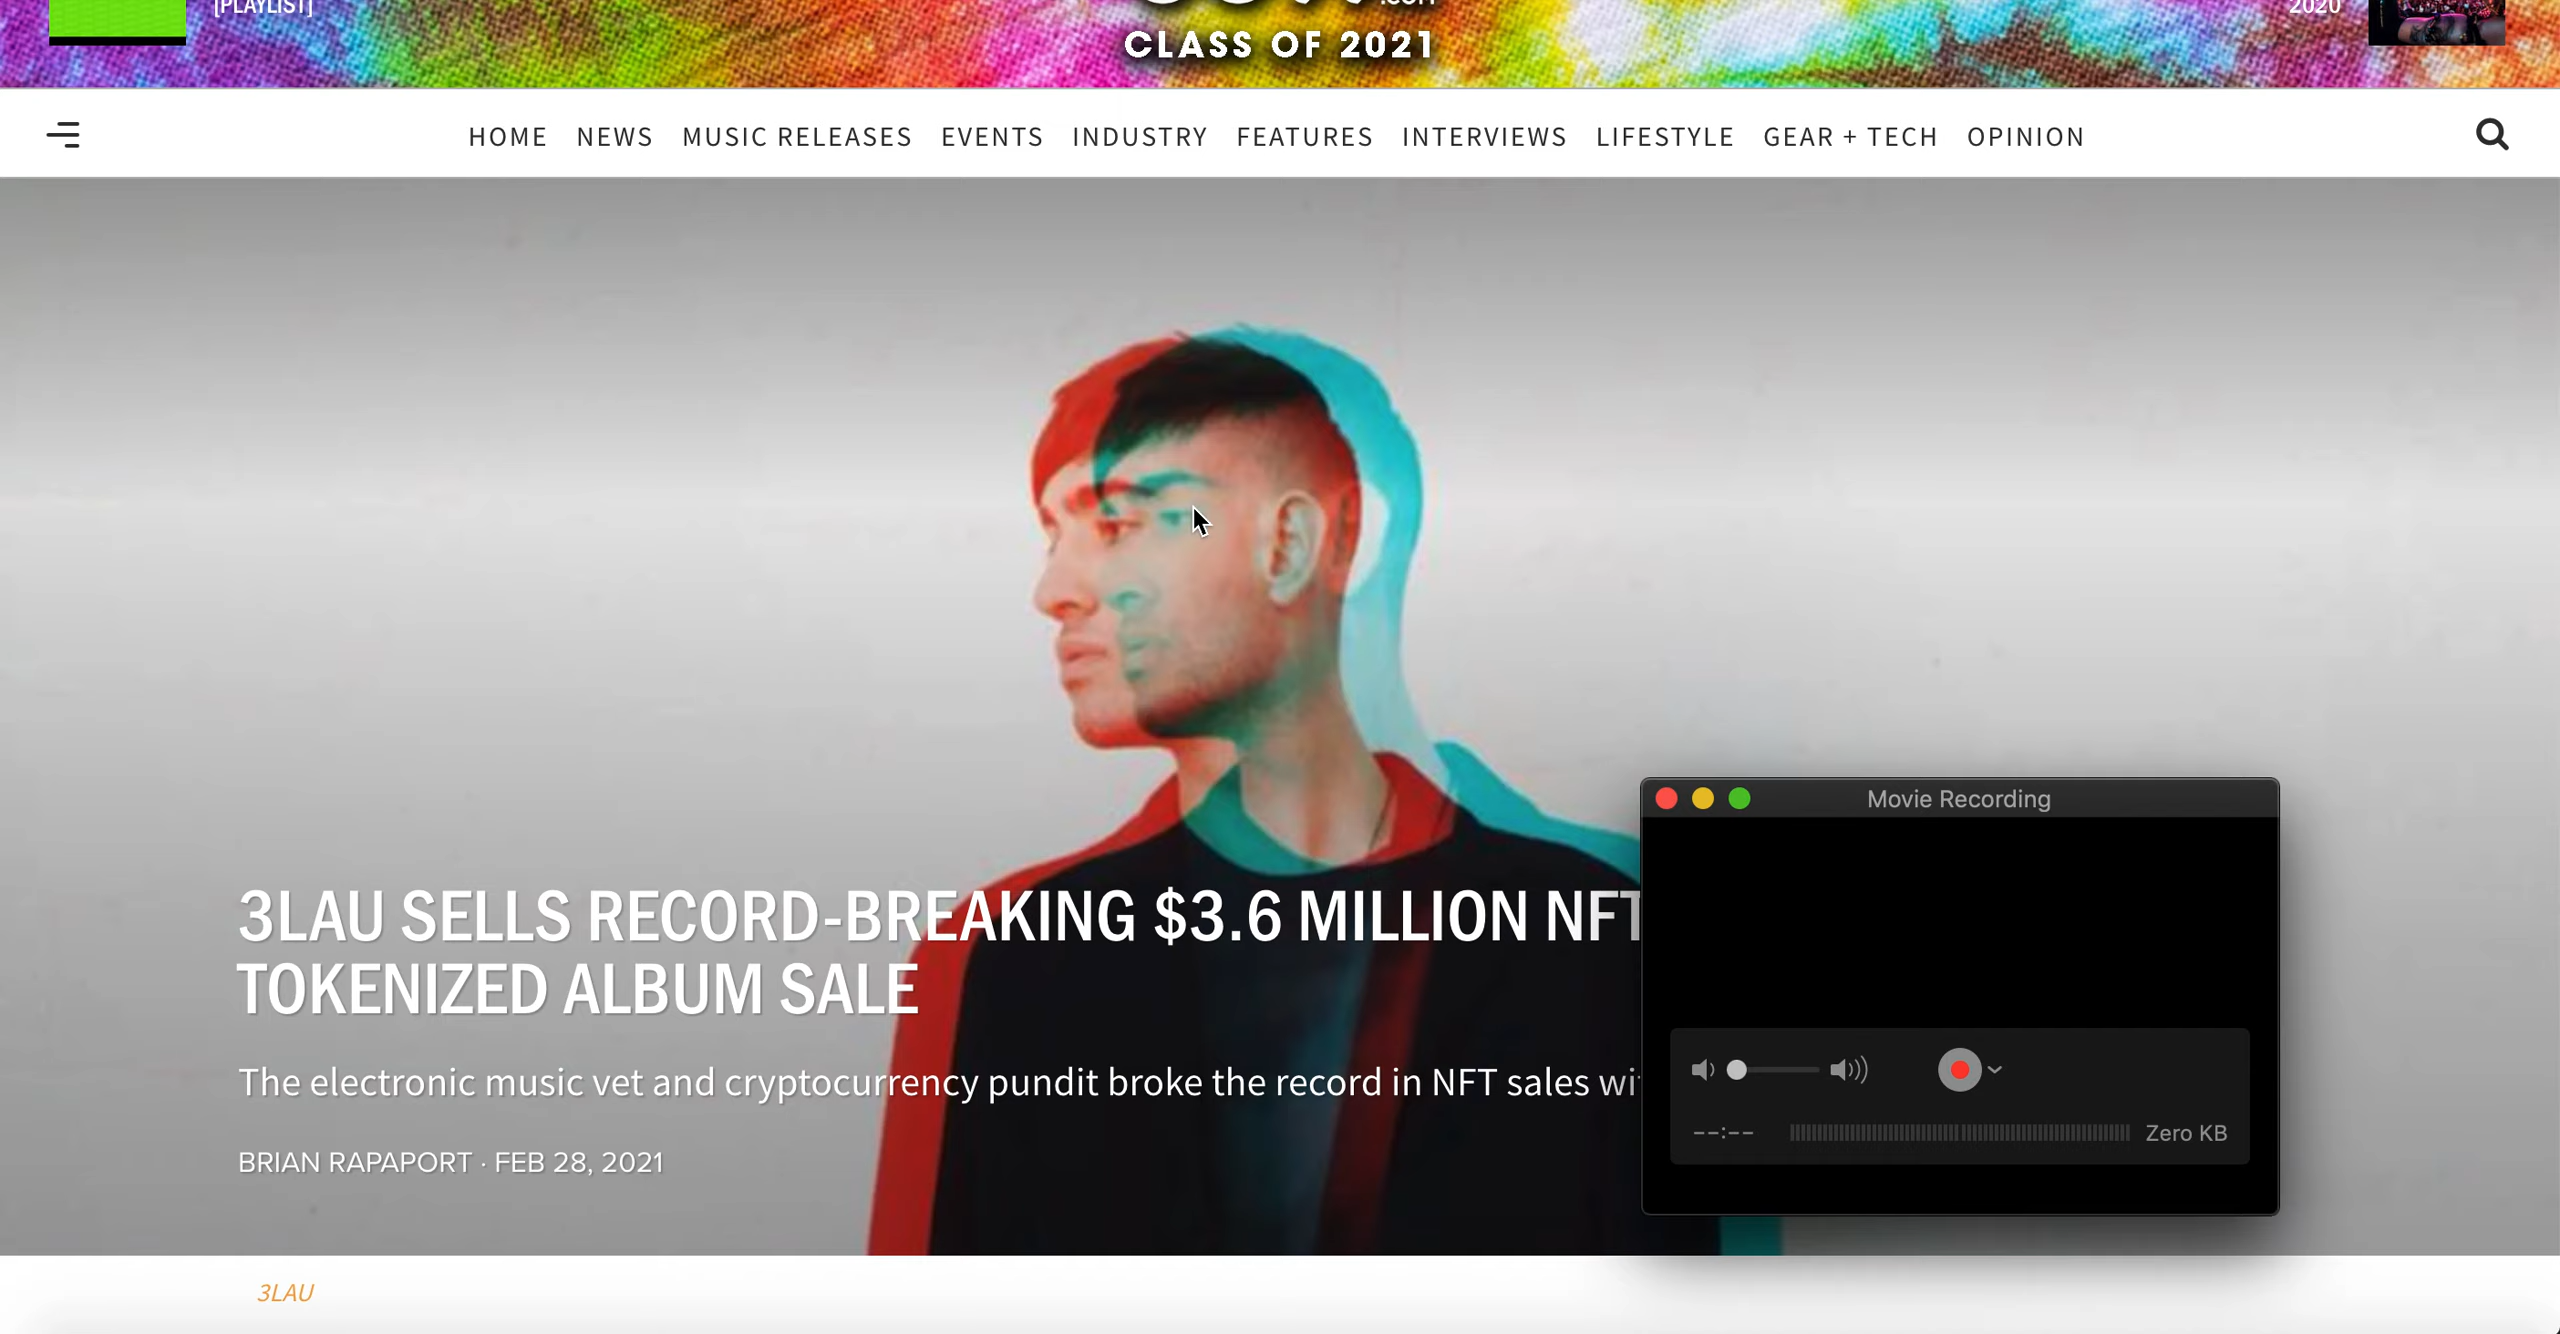 [PLAYLIST]
.COM
2020
CLASS OF 2021
HOME NEWS MUSIC RELEASES EVENTS INDUSTRY FEATURES INTERVIEWS LIFESTYLE GEAR + TECH OPINION
Movie Recording
3LAU SELLS RECORD-BREAKING $3.6 MILLION NFT
TOKENIZED ALBUM SALE
The electronic music vet and cryptocurrency pundit broke the record in NFT sales
--:-- Zero KB
BRIAN RAPAPORT · FEB 28, 2021
3LAU